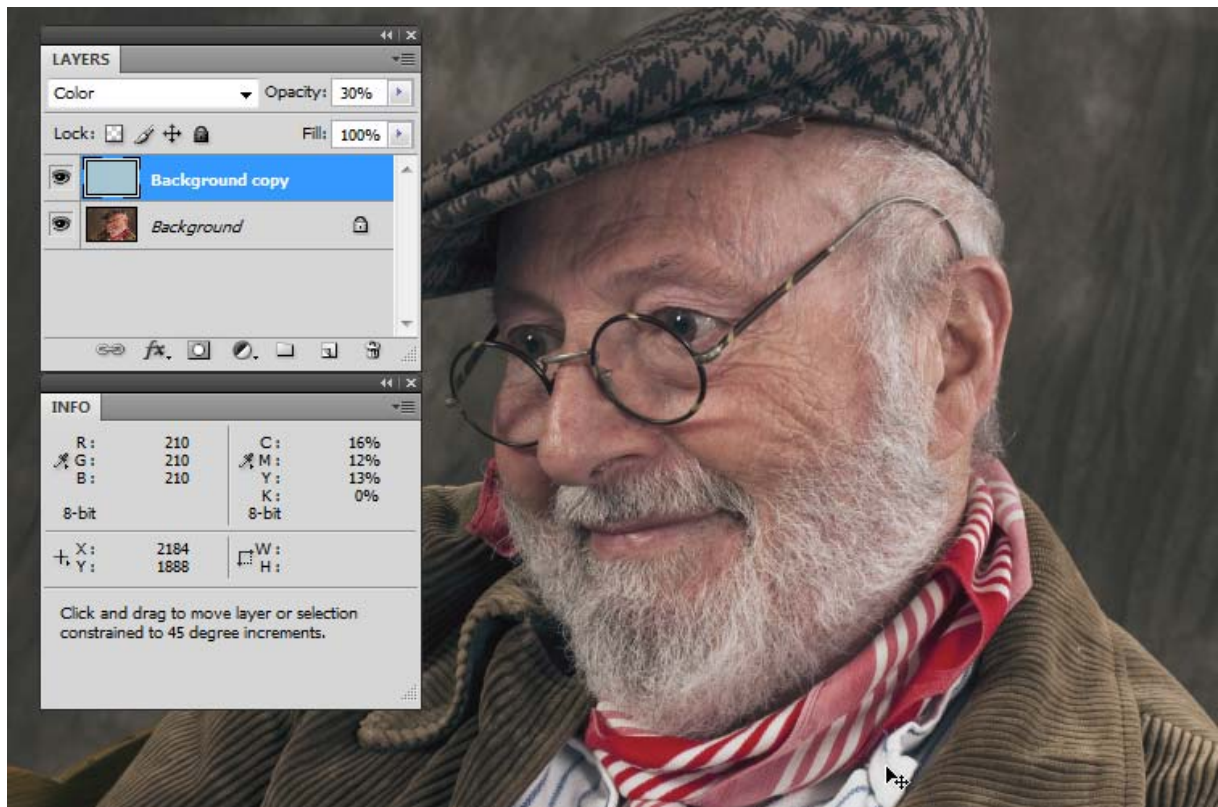 LAYERS
Color Opacity: 30%
Lock: Fill: 100%
Background copy
Background
fx.
INFO
R: 210 C: 16%
G: 210 M: 12%
B: 210 Y: 13%
K: 0%
8-bit 8-bit
X: 2184 W:
Y: 1888 H:
Click and drag to move layer or selection
constrained to 45 degree increments.